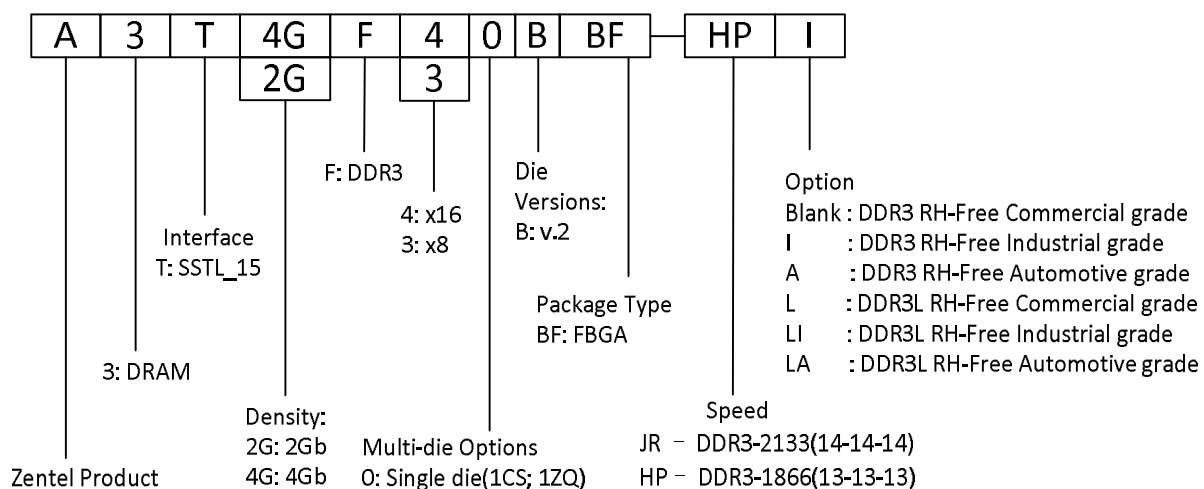 A 3 T 4G F 4 0 B BF HP I
2G 3
F: DDR3
4: x16
3: x8
Interface
T: SSTL_15
3: DRAM
Zentel Product
Density:
2G: 2Gb
4G: 4Gb
Multi-die Options
0: Single die(1CS; 1ZQ)
Die
Versions:
B: v.2
Package Type
BF: FBGA
Speed
JR – DDR3-2133(14-14-14)
HP – DDR3-1866(13-13-13)
Option
Blank : DDR3 RH-Free Commercial grade
I : DDR3 RH-Free Industrial grade
A : DDR3 RH-Free Automotive grade
L : DDR3L RH-Free Commercial grade
LI : DDR3L RH-Free Industrial grade
LA : DDR3L RH-Free Automotive grade